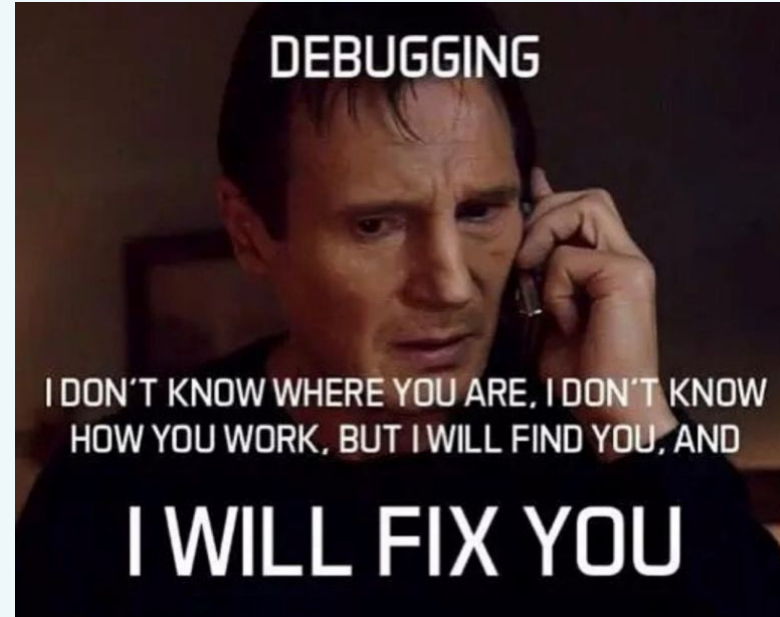 DEBUGGING
I DON'T KNOW WHERE YOU ARE, I DON'T KNOW
HOW YOU WORK, BUT I WILL FIND YOU, AND
I WILL FIX YOU